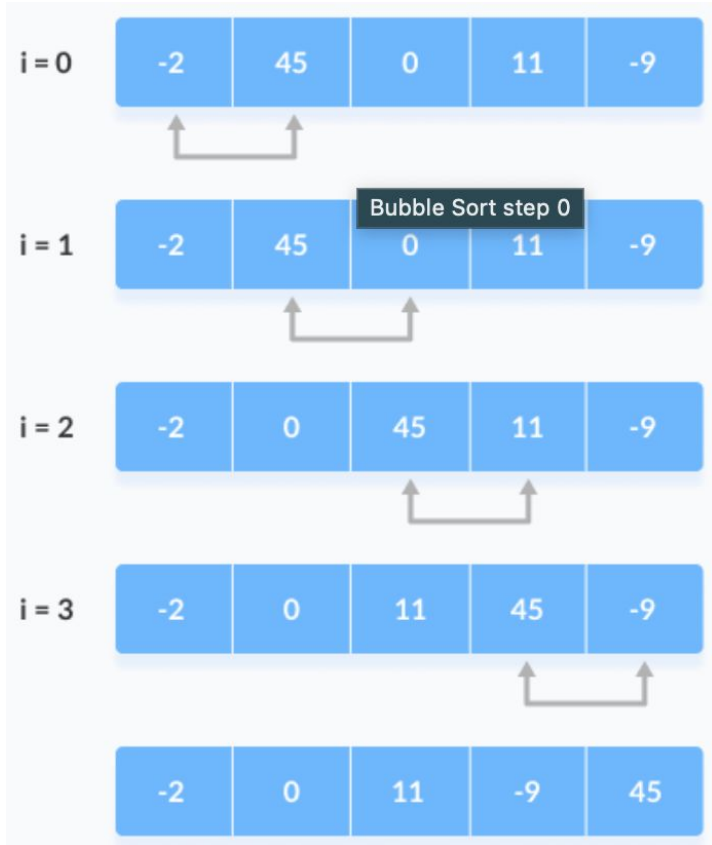 i = 0 -2 45 0 11 -9
Bubble Sort step 0
i = 1 -2 45 0 11 -9
i = 2 -2 0 45 11 -9
i = 3 -2 0 11 45 -9
-2 0 11 -9 45